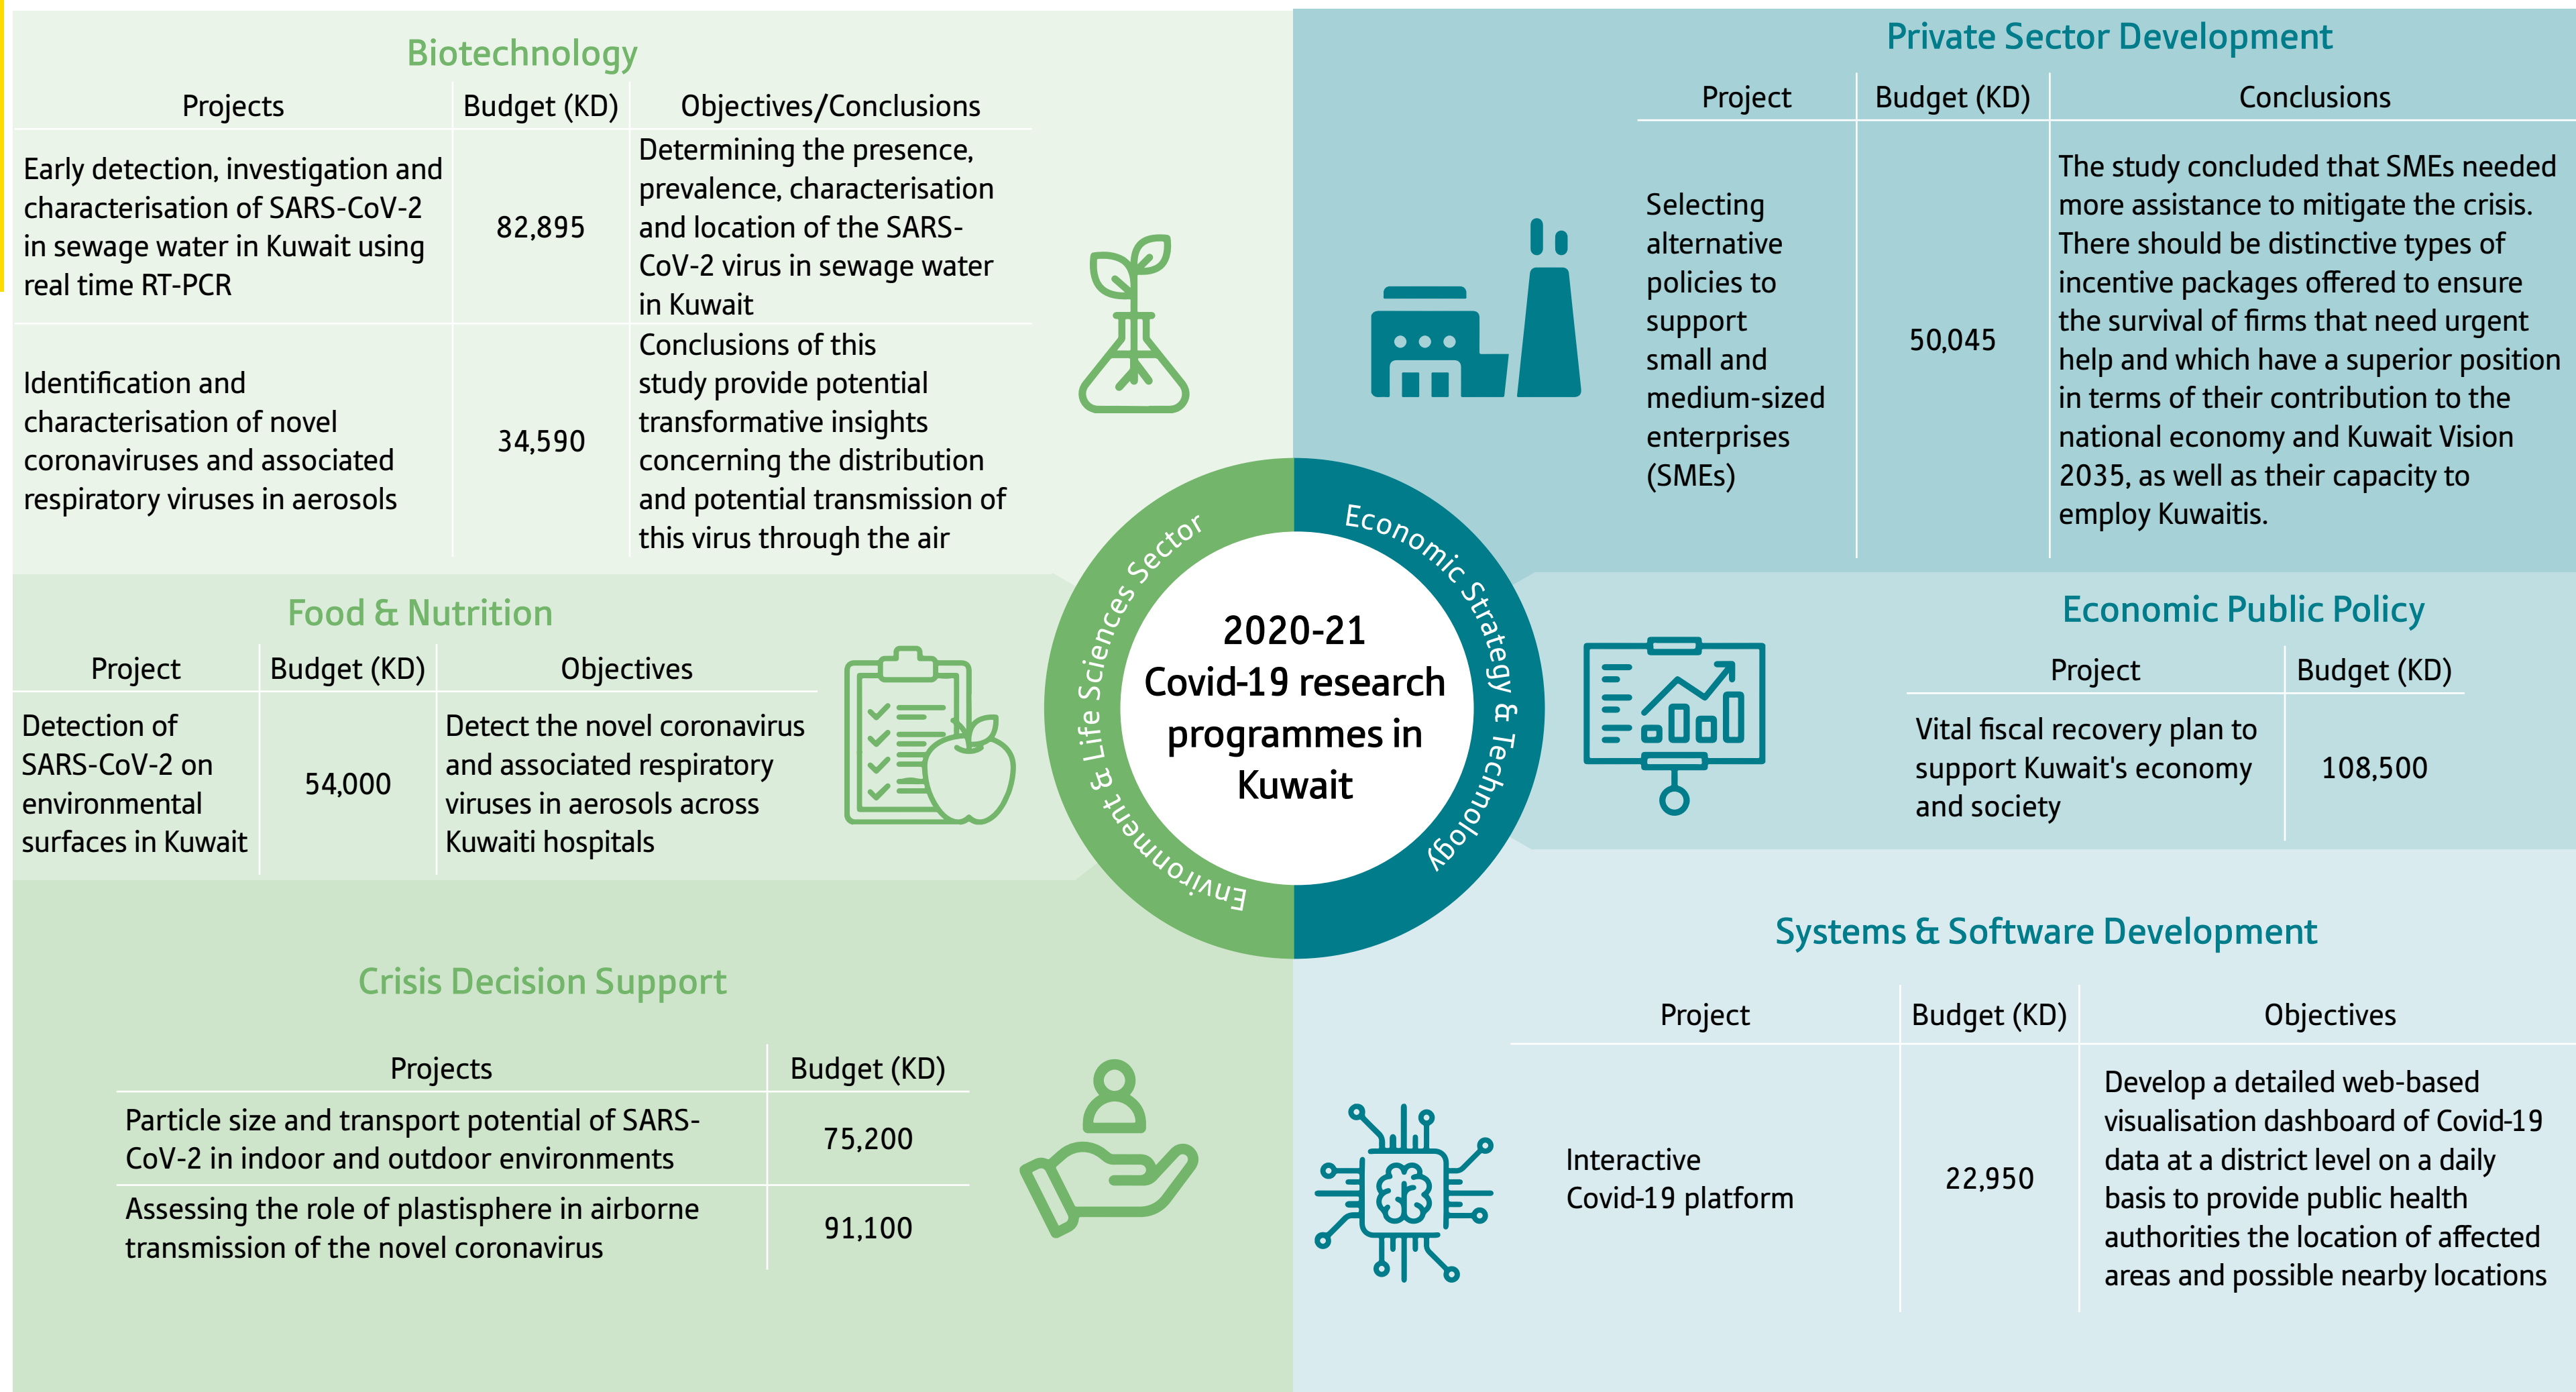 Biotechnology
Projects
Budget (KD)
Objectives/Conclusions
Early detection, investigation and
characterisation of SARS-CoV-2
in sewage water in Kuwait using
real time RT-PCR
82,895
Determining the presence,
prevalence, characterisation
and location of the SARS-
CoV-2 virus in sewage water
in Kuwait
Identification and
characterisation of novel
coronaviruses and associated
respiratory viruses in aerosols
34,590
Conclusions of this
study provide potential
transformative insights
concerning the distribution
and potential transmission of
this virus through the air
Food & Nutrition
Project
Budget (KD)
Objectives
Detection of
SARS-CoV-2 on
environmental
surfaces in Kuwait
54,000
Detect the novel coronavirus
and associated respiratory
viruses in aerosols across
Kuwaiti hospitals
Crisis Decision Support
Projects
Budget (KD)
Particle size and transport potential of SARS-
CoV-2 in indoor and outdoor environments
75,200
Assessing the role of plastisphere in airborne
transmission of the novel coronavirus
91,100
Environment & Life Sciences Sector
2020-21
Covid-19 research
programmes in
Kuwait
Economic Strategy & Technology
Private Sector Development
Project
Budget (KD)
Conclusions
Selecting
alternative
policies to
support
small and
medium-sized
enterprises
(SMEs)
50,045
The study concluded that SMEs needed
more assistance to mitigate the crisis.
There should be distinctive types of
incentive packages offered to ensure
the survival of firms that need urgent
help and which have a superior position
in terms of their contribution to the
national economy and Kuwait Vision
2035, as well as their capacity to
employ Kuwaitis.
Economic Public Policy
Project
Budget (KD)
Vital fiscal recovery plan to
support Kuwait's economy
and society
108,500
Systems & Software Development
Project
Budget (KD)
Objectives
Interactive
Covid-19 platform
22,950
Develop a detailed web-based
visualisation dashboard of Covid-19
data at a district level on a daily
basis to provide public health
authorities the location of affected
areas and possible nearby locations